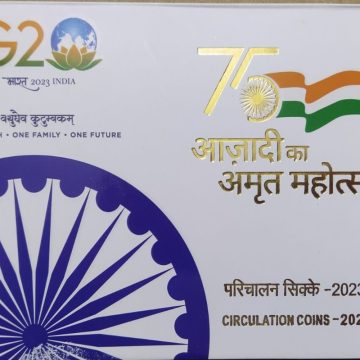 G20
भारत 2023 INDIA
वसुधैव कुटुम्बकम्
• ONE FAMILY • ONE FUTURE
75
आज़ादी का
अमृत महोत्स
परिचालन सिक्के -2023
CIRCULATION COINS -202